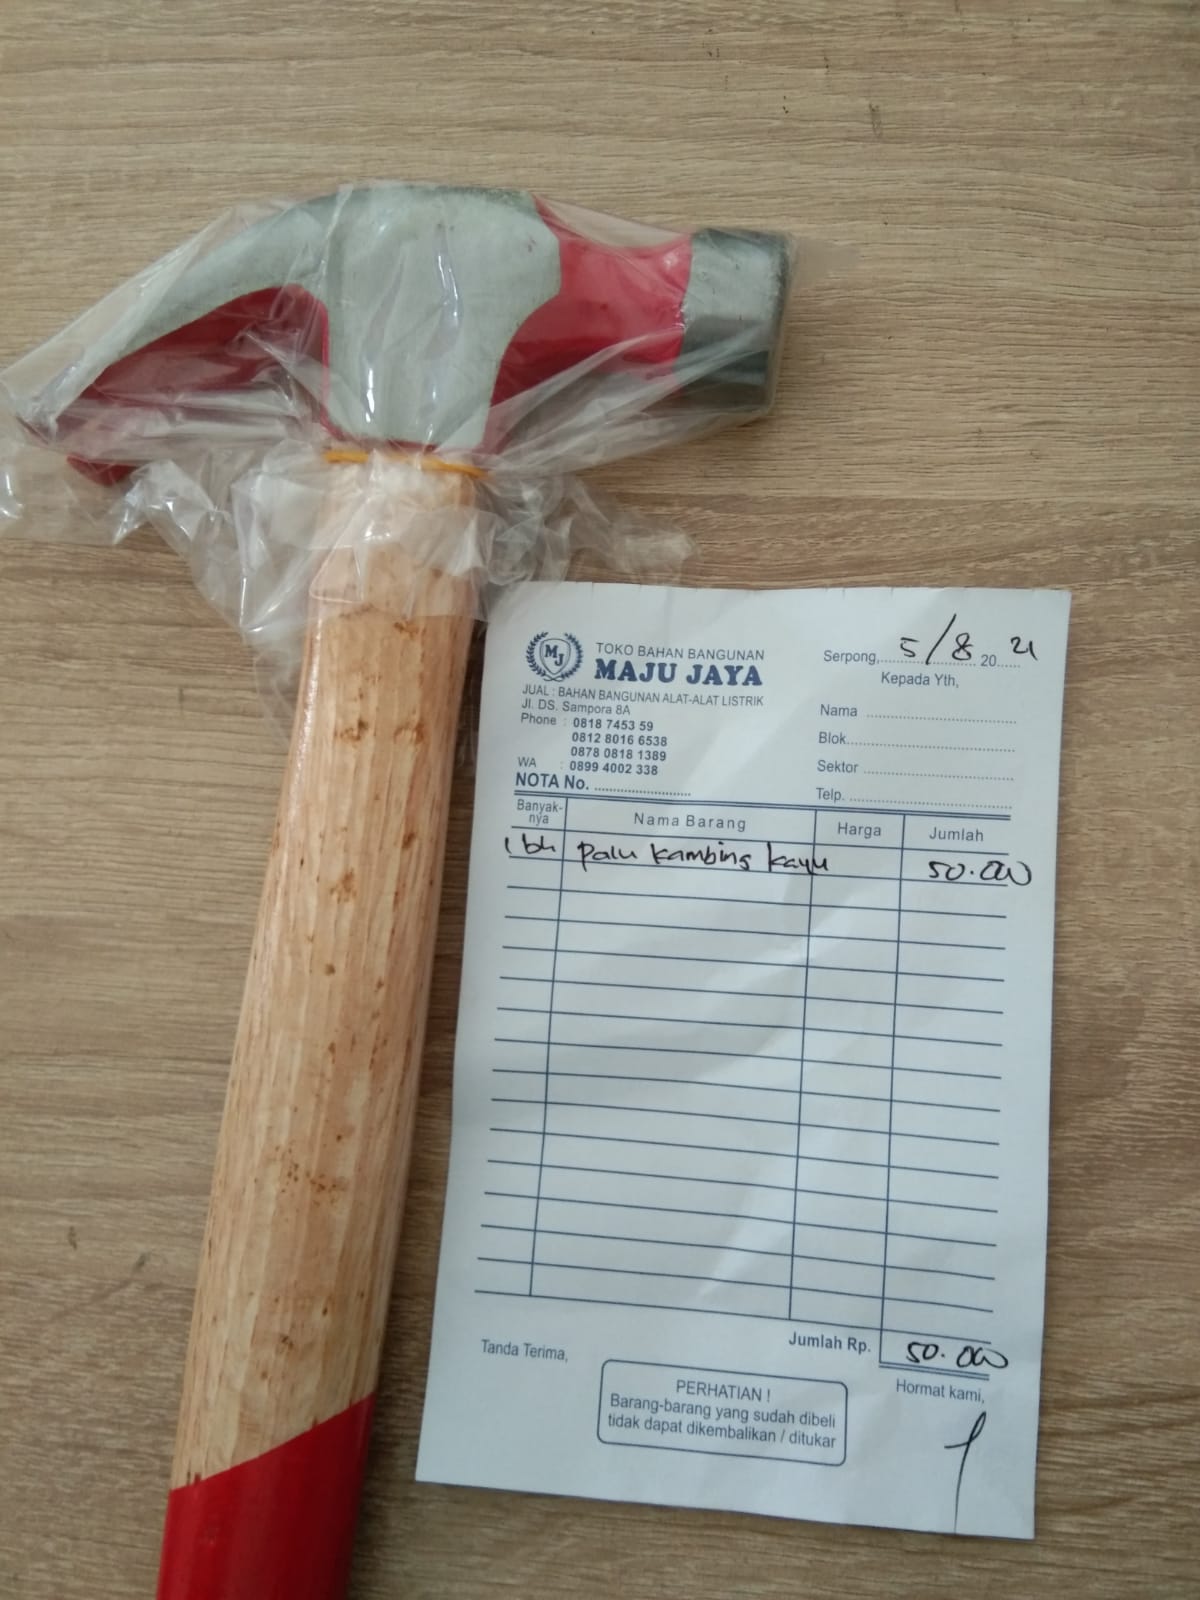 MJ
TOKO BAHAN BANGUNAN
MAJU JAYA
JUAL : BAHAN BANGUNAN ALAT-ALAT LISTRIK
Jl. DS. Sampora 8A
Phone : 0818 7453 59
0812 8016 6538
0878 0818 1389
WA : 0899 4002 338
NOTA No. ........................
Serpong, 5/8 20 21
Kepada Yth,
Nama ........................
Blok........................
Sektor ........................
Telp. ........................
Banyak-nya Nama Barang Harga Jumlah
1 bh palu kambing kayu 50.000
Jumlah Rp. 50.000
Tanda Terima,
Hormat kami,
PERHATIAN !
Barang-barang yang sudah dibeli
tidak dapat dikembalikan / ditukar